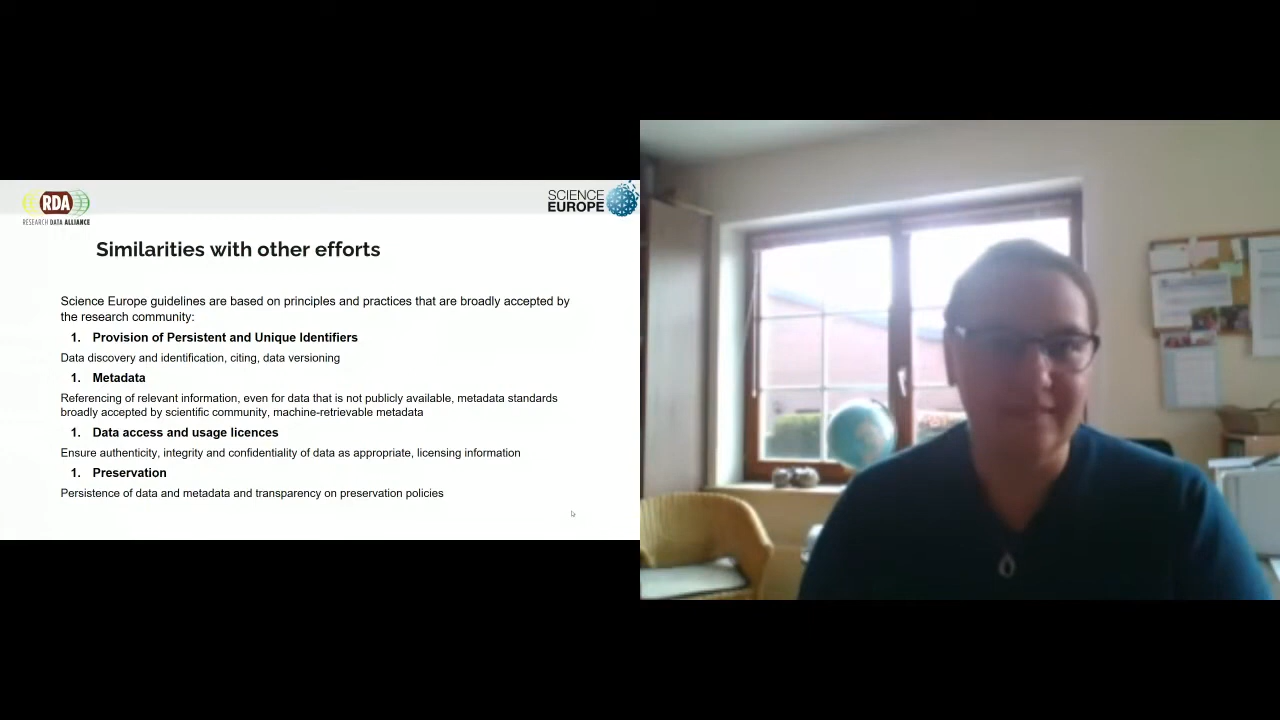 RDA
RESEARCH DATA ALLIANCE
SCIENCE
EUROPE
Similarities with other efforts
Science Europe guidelines are based on principles and practices that are broadly accepted by
the research community:
1. Provision of Persistent and Unique Identifiers
Data discovery and identification, citing, data versioning
1. Metadata
Referencing of relevant information, even for data that is not publicly available, metadata standards
broadly accepted by scientific community, machine-retrievable metadata
1. Data access and usage licences
Ensure authenticity, integrity and confidentiality of data as appropriate, licensing information
1. Preservation
Persistence of data and metadata and transparency on preservation policies